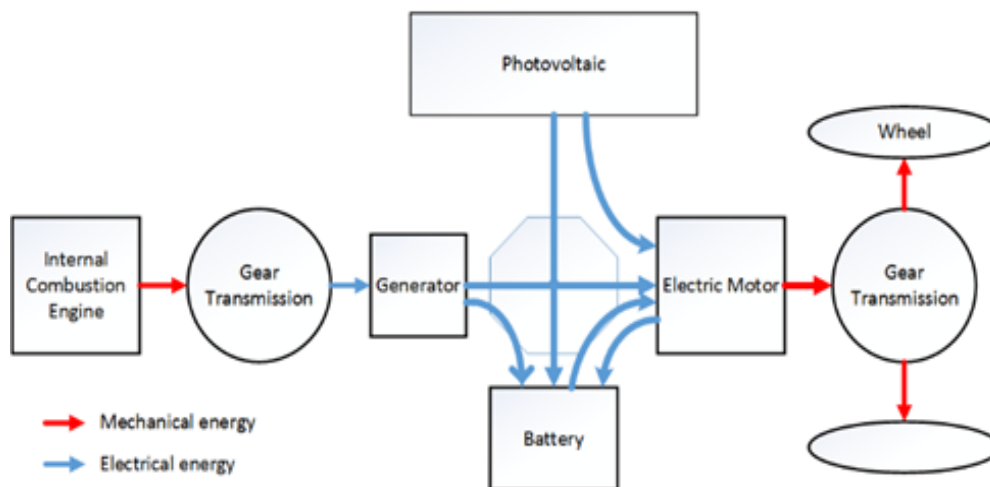 Photovoltaic
Wheel
Internal
Combustion
Engine
Gear
Transmission
Generator
Electric Motor
Gear
Transmission
Battery
Mechanical energy
Electrical energy